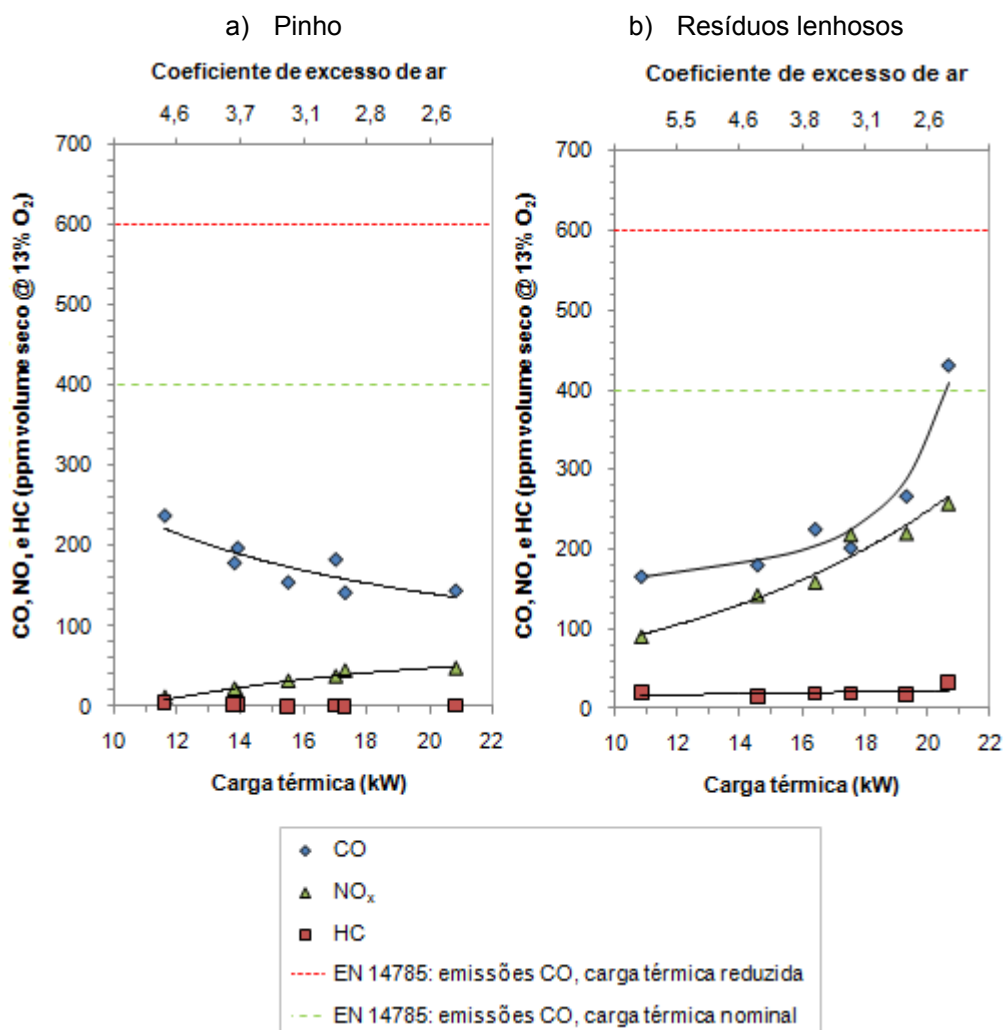 a) Pinho
Coeficiente de excesso de ar
4,6 3,7 3,1 2,8 2,6
CO, NOx e HC (ppm volume seco @ 13% O2)
700
600
500
400
300
200
100
0
10 12 14 16 18 20 22
Carga térmica (kW)
b) Resíduos lenhosos
Coeficiente de excesso de ar
5,5 4,6 3,8 3,1 2,6
CO, NOx e HC (ppm volume seco @ 13% O2)
700
600
500
400
300
200
100
0
10 12 14 16 18 20 22
Carga térmica (kW)
CO
NOx
HC
EN 14785: emissões CO, carga térmica reduzida
EN 14785: emissões CO, carga térmica nominal